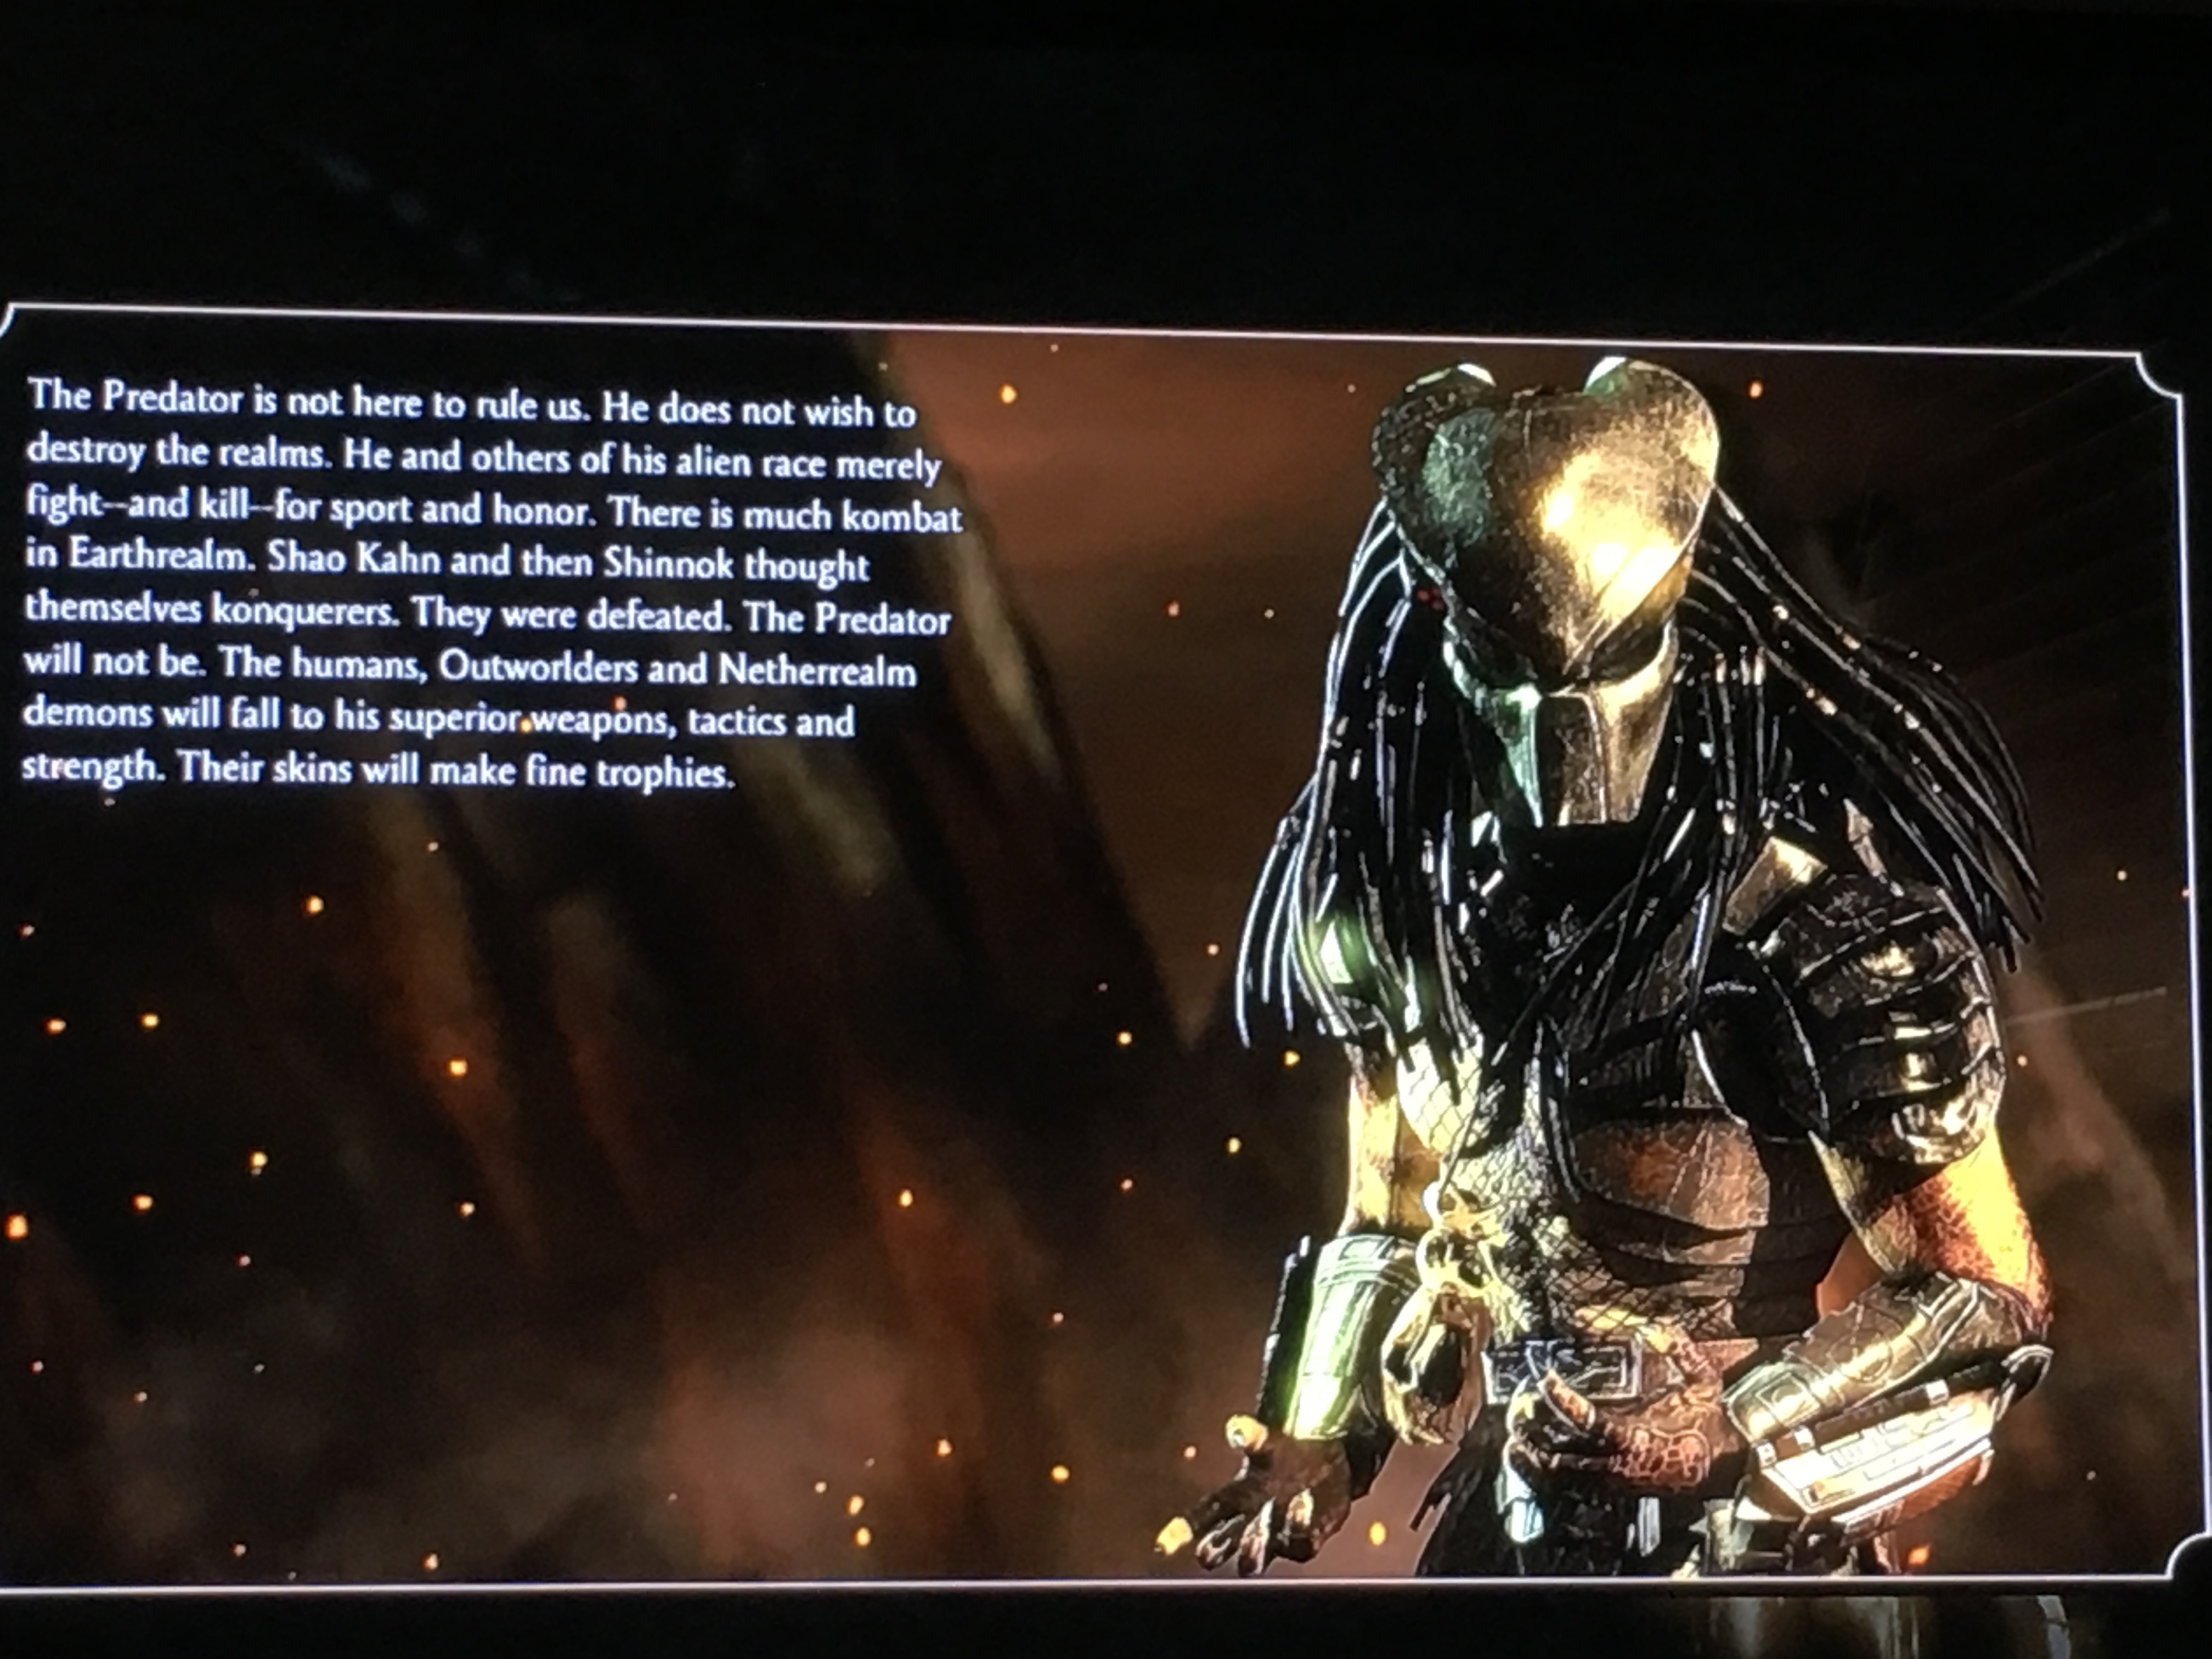 The Predator is not here to rule us. He does not wish to
destroy the realms. He and others of his alien race merely
fight--and kill--for sport and honor. There is much kombat
in Earthrealm. Shao Kahn and then Shinnok thought
themselves konquerers. They were defeated. The Predator
will not be. The humans, Outworlders and Netherrealm
demons will fall to his superior weapons, tactics and
strength. Their skins will make fine trophies.